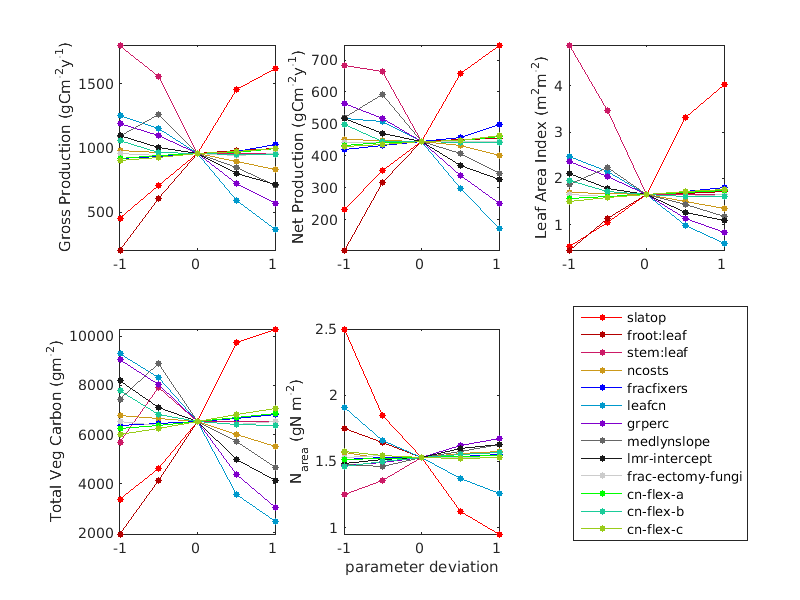 Gross Production (gCm⁻²y⁻¹)
1500
1000
500
-1 0 1
Net Production (gCm⁻²y⁻¹)
700
600
500
400
300
200
-1 0 1
Leaf Area Index (m²m⁻²)
4
3
2
1
-1 0 1
Total Veg Carbon (gm⁻²)
10000
8000
6000
4000
2000
-1 0 1
N area (gN m⁻²)
2.5
2
1.5
1
-1 0 1
parameter deviation
slatop
froot:leaf
stem:leaf
ncosts
fracfixers
leafcn
grperc
medlynslope
lmr-intercept
frac-ectomy-fungi
cn-flex-a
cn-flex-b
cn-flex-c